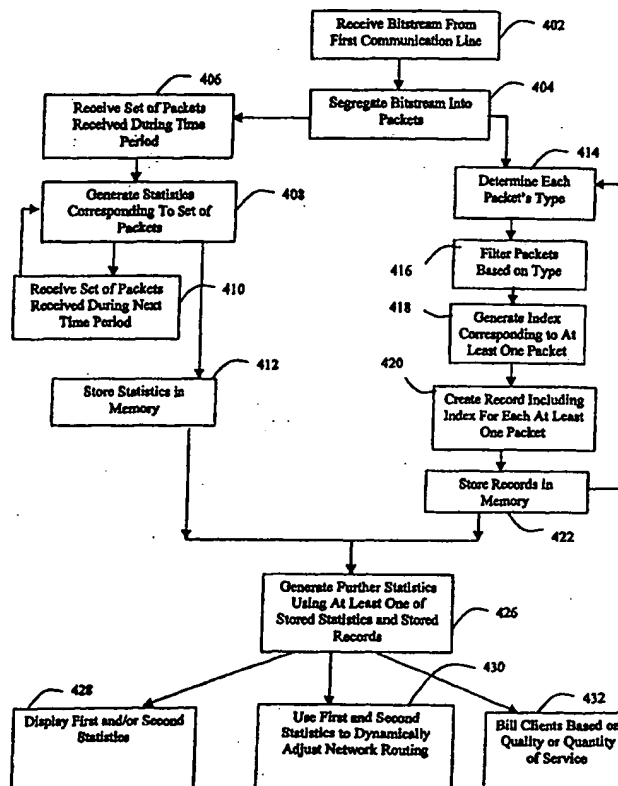 Receive Bitstream From
First Communication Line
402
406
Segregate Bitstream Into
Packets
404
Receive Set of Packets
Received During Time
Period
414
Determine Each
Packet's Type
Generate Statistics
Corresponding To Set of
Packets
408
416
Filter Packets
Based on Type
Receive Set of Packets
Received During Next
Time Period
410
418
Generate Index
Corresponding to At
Least One Packet
412
Store Statistics in
Memory
420
Create Record Including
Index For Each At Least
One Packet
Store Records in
Memory
422
Generate Further Statistics
Using At Least One of
Stored Statistics and Stored
Records
426
428
Display First and/or Second
Statistics
430
Use First and Second
Statistics to Dynamically
Adjust Network Routing
432
Bill Clients Based on
Quality or Quantity
of Service